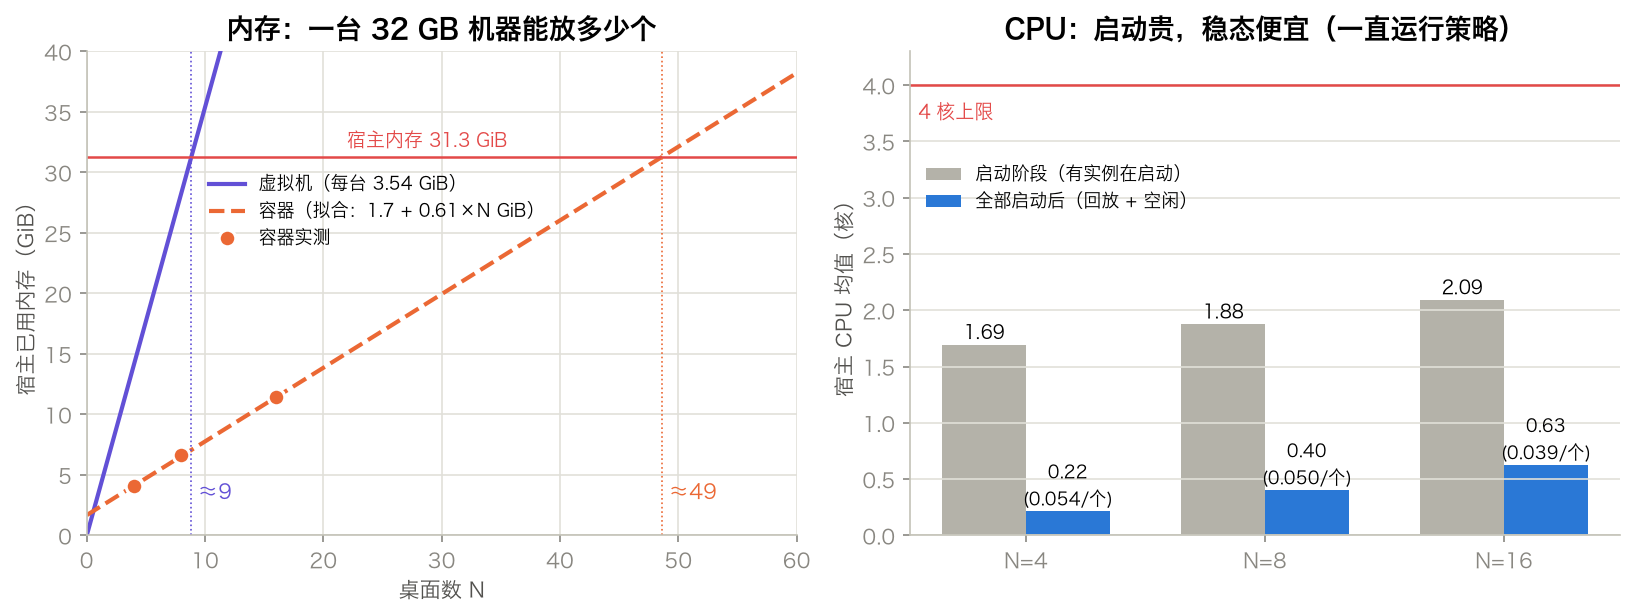 内存：一台 32 GB 机器能放多少个
40
35
30
25
20
15
10
5
0
宿主已用内存（GiB）
宿主内存 31.3 GiB
虚拟机（每台 3.54 GiB）
容器（拟合：1.7 + 0.61×N GiB）
容器实测
≈9
≈49
0 10 20 30 40 50 60
桌面数 N
CPU：启动贵，稳态便宜（一直运行策略）
4.0
3.5
3.0
2.5
2.0
1.5
1.0
0.5
0.0
宿主 CPU 均值（核）
4 核上限
启动阶段（有实例在启动）
全部启动后（回放 + 空闲）
1.69
0.22
(0.054/个)
1.88
0.40
(0.050/个)
2.09
0.63
(0.039/个)
N=4 N=8 N=16